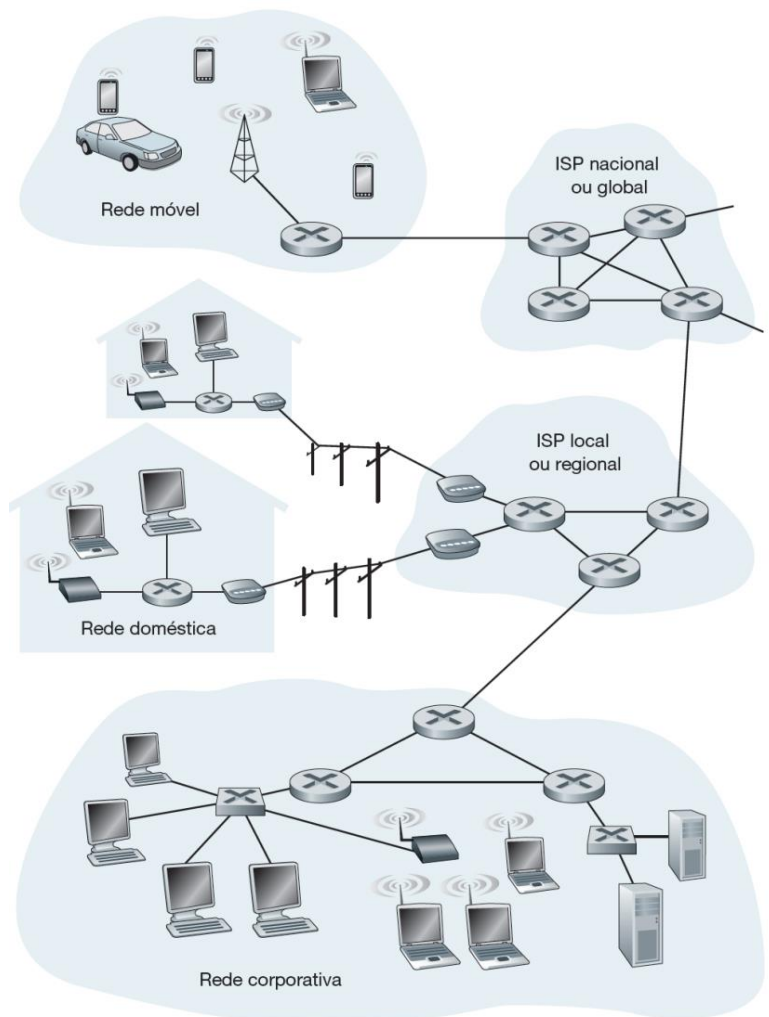 Rede móvel
ISP nacional
ou global
ISP local
ou regional
Rede doméstica
Rede corporativa